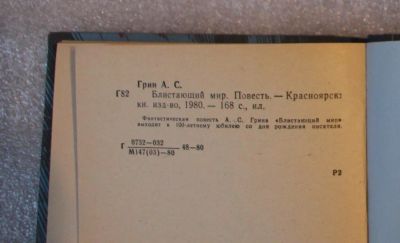 Грин А. С.
Г82 Блистающий мир. Повесть. — Красноярск:
кн. изд-во, 1980. — 168 с., ил.
Фантастическая повесть А. С. Грина «Блистающий мир»
выходит к 100-летнему юбилею со дня рождения писателя.
Г 0732—032 48—80
М147(03)—80
Р2